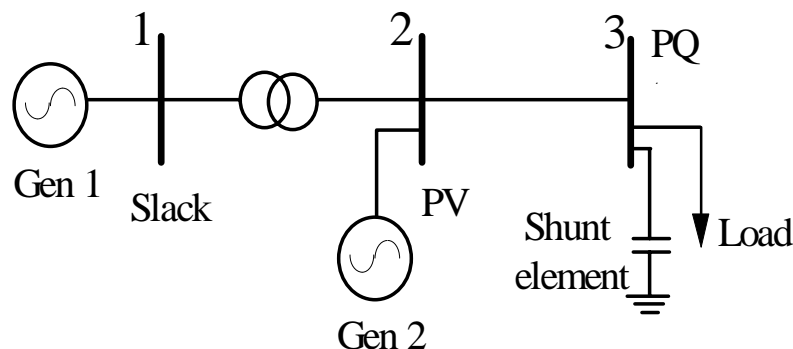 1
2
3
PQ
Gen 1
Slack
PV
Gen 2
Shunt
element
Load